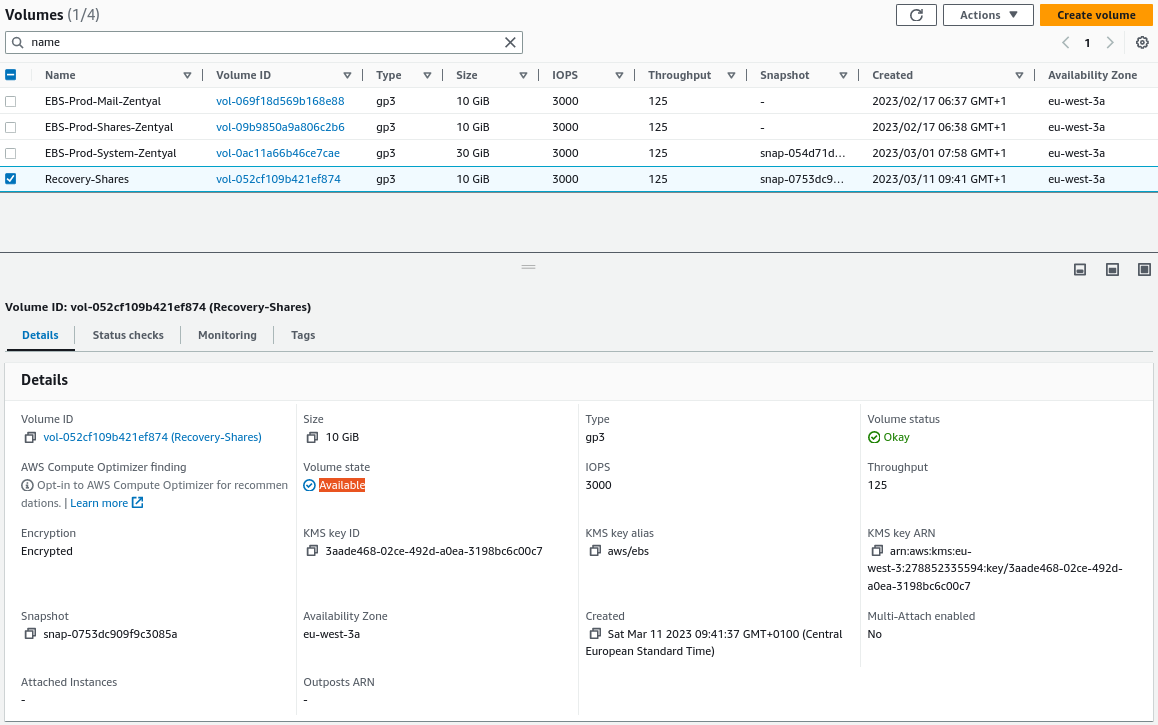 Volumes (1/4)
Actions
Create volume
name
1
Name Volume ID Type Size IOPS Throughput Snapshot Created Availability Zone
EBS-Prod-Mail-Zentyal vol-069f18d569b168e88 gp3 10 GiB 3000 125 - 2023/02/17 06:37 GMT+1 eu-west-3a
EBS-Prod-Shares-Zentyal vol-09b9850a9a806c2b6 gp3 10 GiB 3000 125 - 2023/02/17 06:38 GMT+1 eu-west-3a
EBS-Prod-System-Zentyal vol-0ac11a66b46ce7cae gp3 30 GiB 3000 125 snap-054d71d... 2023/03/01 07:58 GMT+1 eu-west-3a
Recovery-Shares vol-052cf109b421ef874 gp3 10 GiB 3000 125 snap-0753dc9... 2023/03/11 09:41 GMT+1 eu-west-3a
Volume ID: vol-052cf109b421ef874 (Recovery-Shares)
Details Status checks Monitoring Tags
Details
Volume ID
vol-052cf109b421ef874 (Recovery-Shares)
Size
10 GiB
Type
gp3
Volume status
Okay
AWS Compute Optimizer finding
Opt-in to AWS Compute Optimizer for recommen
dations. | Learn more
Volume state
Available
IOPS
3000
Throughput
125
Encryption
Encrypted
KMS key ID
3aade468-02ce-492d-a0ea-3198bc6c00c7
KMS key alias
aws/ebs
KMS key ARN
arn:aws:kms:eu-
west-3:278852335594:key/3aade468-02ce-492d-
a0ea-3198bc6c00c7
Snapshot
snap-0753dc909f9c3085a
Availability Zone
eu-west-3a
Created
Sat Mar 11 2023 09:41:37 GMT+0100 (Central
European Standard Time)
Multi-Attach enabled
No
Attached Instances
-
Outposts ARN
-